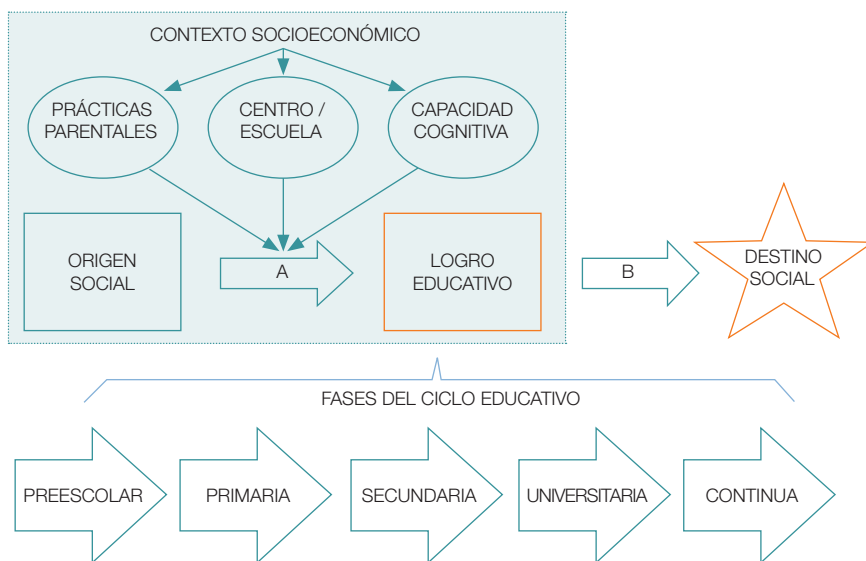 CONTEXTO SOCIOECONÓMICO
PRÁCTICAS
PARENTALES
CENTRO /
ESCUELA
CAPACIDAD
COGNITIVA
ORIGEN
SOCIAL
A
LOGRO
EDUCATIVO
B
DESTINO
SOCIAL
FASES DEL CICLO EDUCATIVO
PREESCOLAR
PRIMARIA
SECUNDARIA
UNIVERSITARIA
CONTINUA